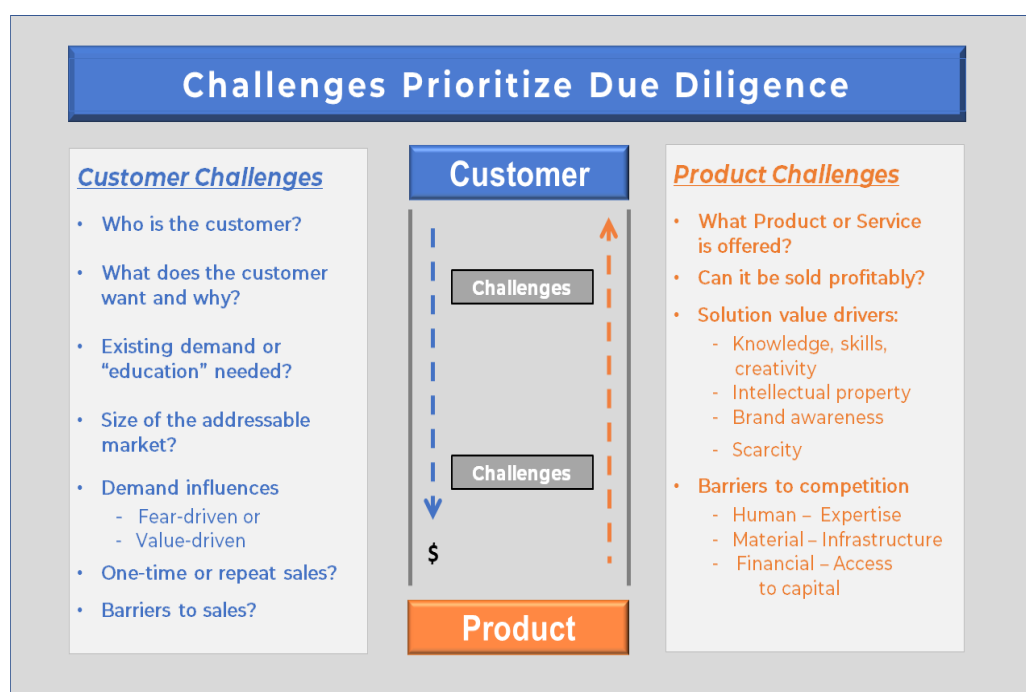 Challenges Prioritize Due Diligence
Customer Challenges
• Who is the customer?
• What does the customer
want and why?
• Existing demand or
“education” needed?
• Size of the addressable
market?
• Demand influences
- Fear-driven or
- Value-driven
• One-time or repeat sales?
• Barriers to sales?
Customer
Challenges
Challenges
$
Product
Product Challenges
• What Product or Service
is offered?
• Can it be sold profitably?
• Solution value drivers:
- Knowledge, skills,
creativity
- Intellectual property
- Brand awareness
- Scarcity
• Barriers to competition
- Human – Expertise
- Material – Infrastructure
- Financial – Access
to capital